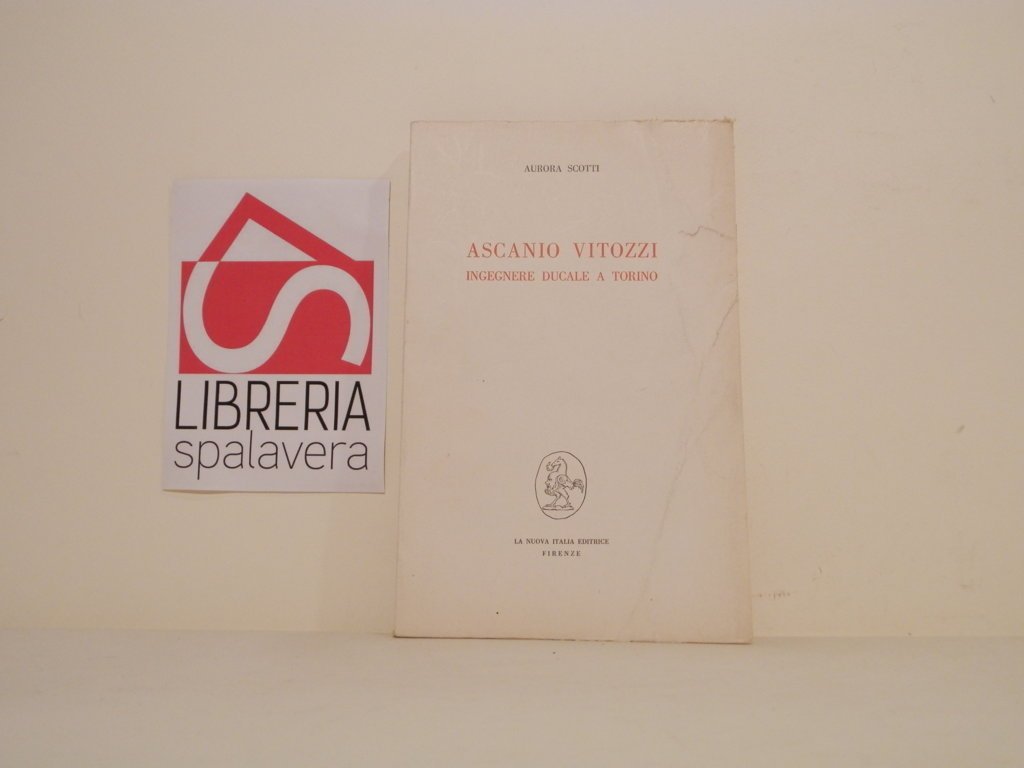 LIBRERIA
spalavera
AURORA SCOTTI
ASCANIO VITOZZI
INGEGNERE DUCALE A TORINO
LA NUOVA ITALIA EDITRICE
FIRENZE